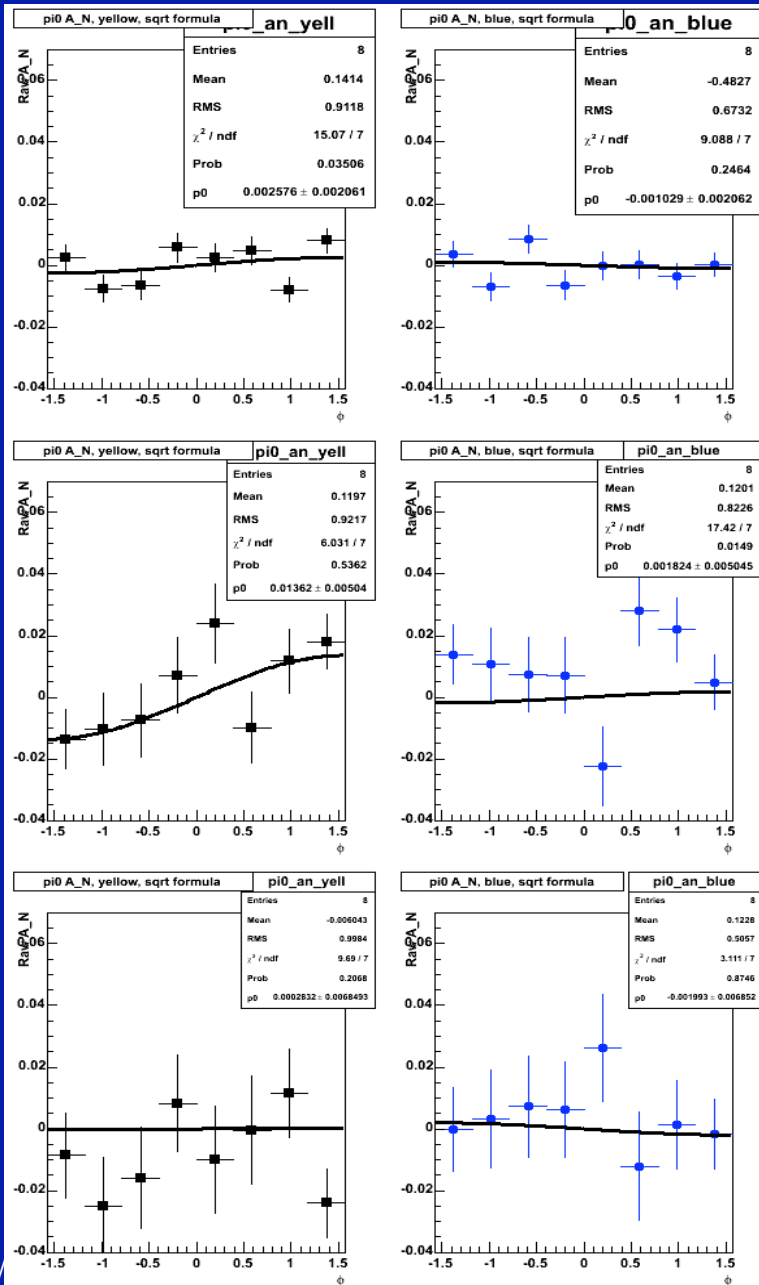 pi0 A_N, yellow, sqrt formula
pi0_an_yell
Entries 8
Mean 0.1414
RMS 0.9118
χ² / ndf 15.07 / 7
Prob 0.03506
p0 0.002576 ± 0.002061
Raw A_N
0.06
0.04
0.02
0
-0.02
-0.04
-1.5 -1 -0.5 0 0.5 1 1.5
ϕ
pi0 A_N, blue, sqrt formula
pi0_an_blue
Entries 8
Mean -0.4827
RMS 0.6732
χ² / ndf 9.088 / 7
Prob 0.2464
p0 -0.001029 ± 0.002062
Raw A_N
0.06
0.04
0.02
0
-0.02
-0.04
-1.5 -1 -0.5 0 0.5 1 1.5
ϕ
pi0 A_N, yellow, sqrt formula
pi0_an_yell
Entries 8
Mean 0.1197
RMS 0.9217
χ² / ndf 6.031 / 7
Prob 0.5362
p0 0.01362 ± 0.00504
Raw A_N
0.06
0.04
0.02
0
-0.02
-0.04
-1.5 -1 -0.5 0 0.5 1 1.5
ϕ
pi0 A_N, blue, sqrt formula
pi0_an_blue
Entries 8
Mean 0.1201
RMS 0.8226
χ² / ndf 17.42 / 7
Prob 0.0149
p0 0.001824 ± 0.005045
Raw A_N
0.06
0.04
0.02
0
-0.02
-0.04
-1.5 -1 -0.5 0 0.5 1 1.5
ϕ
pi0 A_N, yellow, sqrt formula
pi0_an_yell
Entries 8
Mean -0.006043
RMS 0.9984
χ² / ndf 9.69 / 7
Prob 0.2068
p0 0.0002832 ± 0.0068493
Raw A_N
0.06
0.04
0.02
0
-0.02
-0.04
-1.5 -1 -0.5 0 0.5 1 1.5
ϕ
pi0 A_N, blue, sqrt formula
pi0_an_blue
Entries 8
Mean 0.1228
RMS 0.5057
χ² / ndf 3.111 / 7
Prob 0.8746
p0 -0.001993 ± 0.006852
Raw A_N
0.06
0.04
0.02
0
-0.02
-0.04
-1.5 -1 -0.5 0 0.5 1 1.5
ϕ